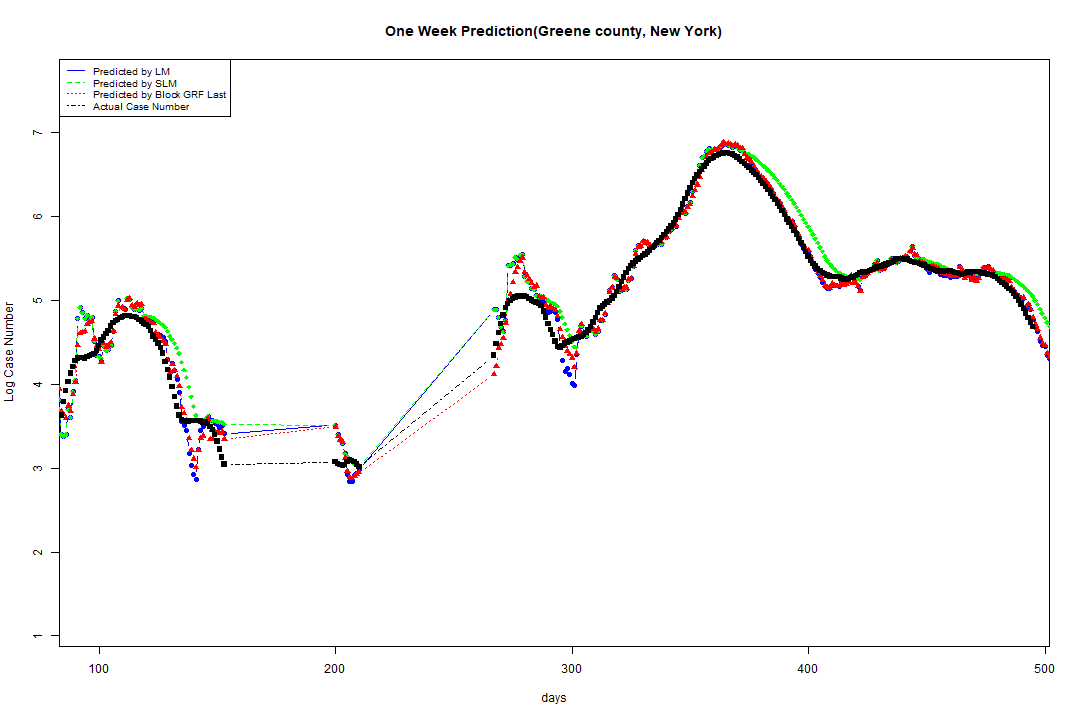 One Week Prediction(Greene county, New York)
Predicted by LM
Predicted by SLM
Predicted by Block GRF Last
Actual Case Number
7
6
5
4
3
2
1
Log Case Number
100 200 300 400 500
days